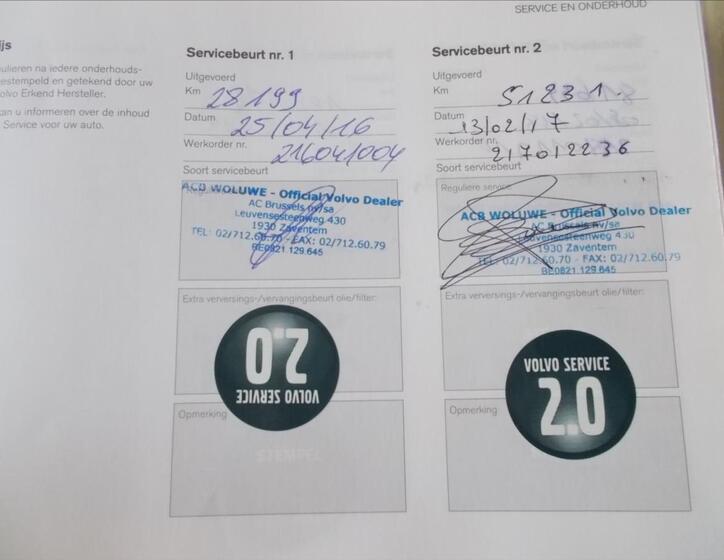 SERVICE EN ONDERHOUD
ijs
ulieren na iedere onderhouds-
estempeld en getekend door uw
olvo Erkend Hersteller.
an u informeren over de inhoud
Service voor uw auto.
Servicebeurt nr. 1
Uitgevoerd
Km 28199
Datum 25/04/16
Werkorder nr. 216041004
Soort servicebeurt
ACB WOLUWE - Official Volvo Dealer
AC Brussels nv/sa
Leuvensesteenweg 430
1930 Zaventem
TEL: 02/712.60.70 - FAX: 02/712.60.79
BE0821.129.645
Extra verversings-/vervangingsbeurt olie/filter:
VOLVO SERVICE
2.0
Opmerking
STEMPEL
Servicebeurt nr. 2
Uitgevoerd
Km 51231.
Datum 13/02/17
Werkorder nr. 217012236
Soort servicebeurt
Reguliere service
ACB WOLUWE - Official Volvo Dealer
AC Brussels nv/sa
Leuvensesteenweg 430
1930 Zaventem
TEL: 02/712.60.70 - FAX: 02/712.60.79
BE0821.129.645
Extra verversings-/vervangingsbeurt olie/filter:
VOLVO SERVICE
2.0
Opmerking